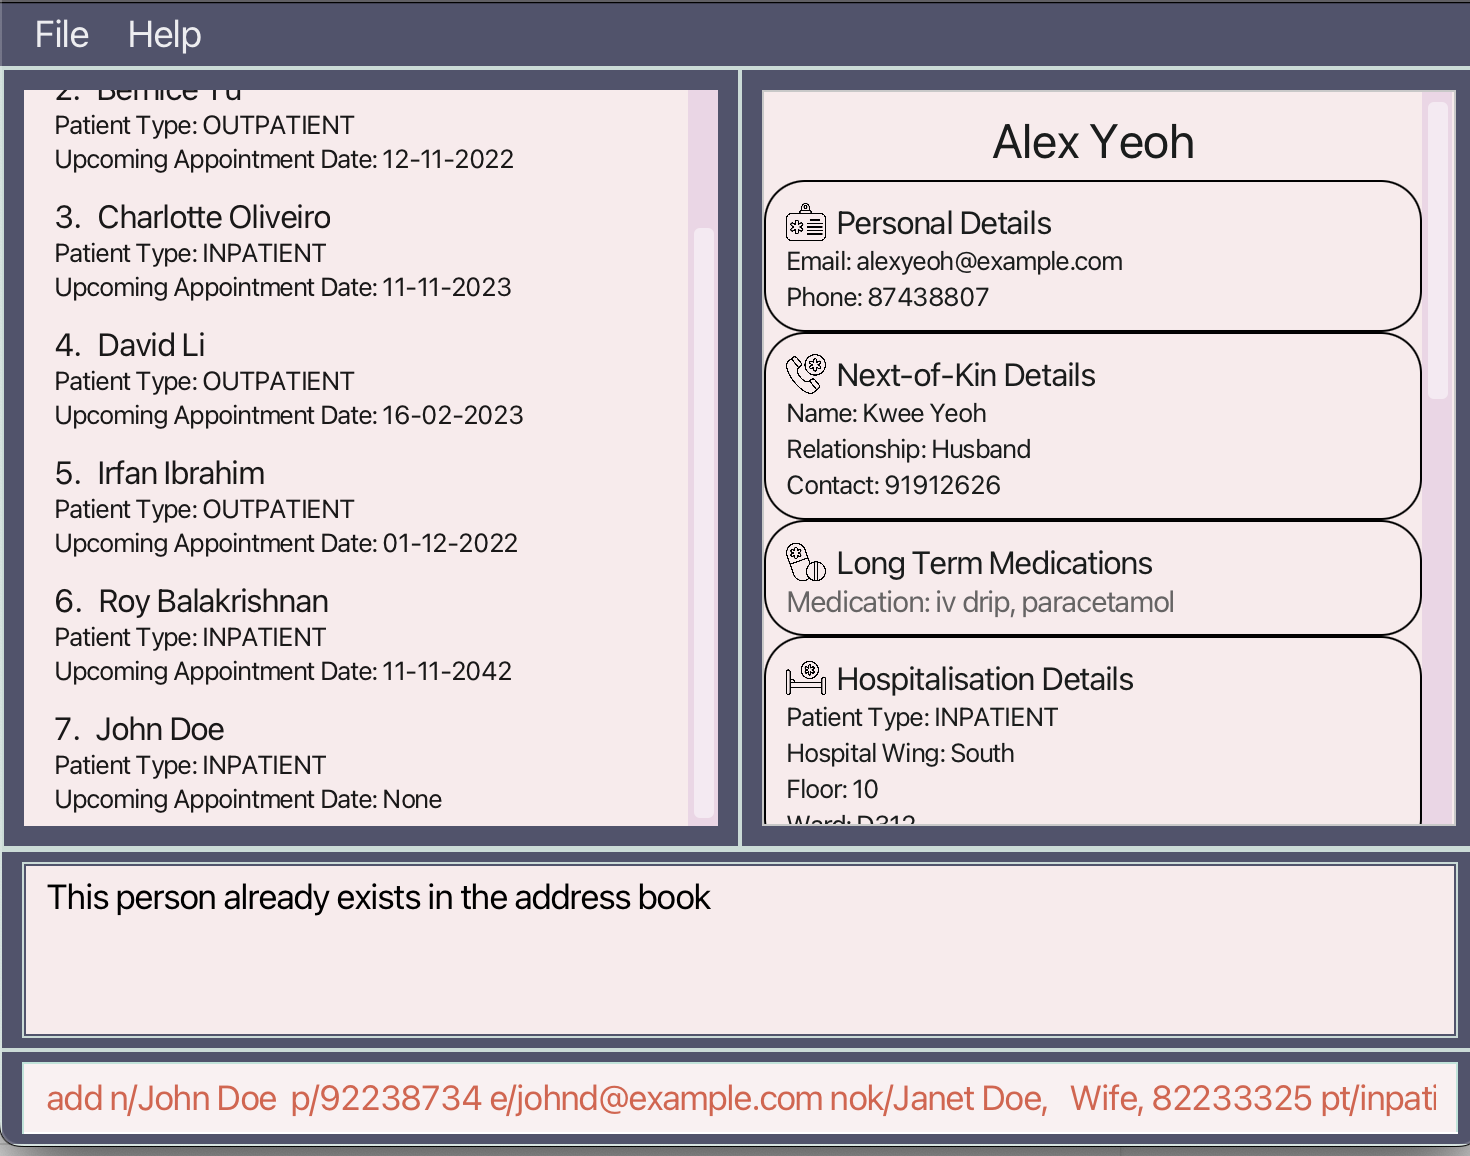 File Help
2. Bernice Yu
Patient Type: OUTPATIENT
Upcoming Appointment Date: 12-11-2022
3. Charlotte Oliveiro
Patient Type: INPATIENT
Upcoming Appointment Date: 11-11-2023
4. David Li
Patient Type: OUTPATIENT
Upcoming Appointment Date: 16-02-2023
5. Irfan Ibrahim
Patient Type: OUTPATIENT
Upcoming Appointment Date: 01-12-2022
6. Roy Balakrishnan
Patient Type: INPATIENT
Upcoming Appointment Date: 11-11-2042
7. John Doe
Patient Type: INPATIENT
Upcoming Appointment Date: None
Alex Yeoh
Personal Details
Email: alexyeoh@example.com
Phone: 87438807
Next-of-Kin Details
Name: Kwee Yeoh
Relationship: Husband
Contact: 91912626
Long Term Medications
Medication: iv drip, paracetamol
Hospitalisation Details
Patient Type: INPATIENT
Hospital Wing: South
Floor: 10
Ward: D312
This person already exists in the address book
add n/John Doe  p/92238734 e/johnd@example.com nok/Janet Doe,   Wife, 82233325 pt/inpati